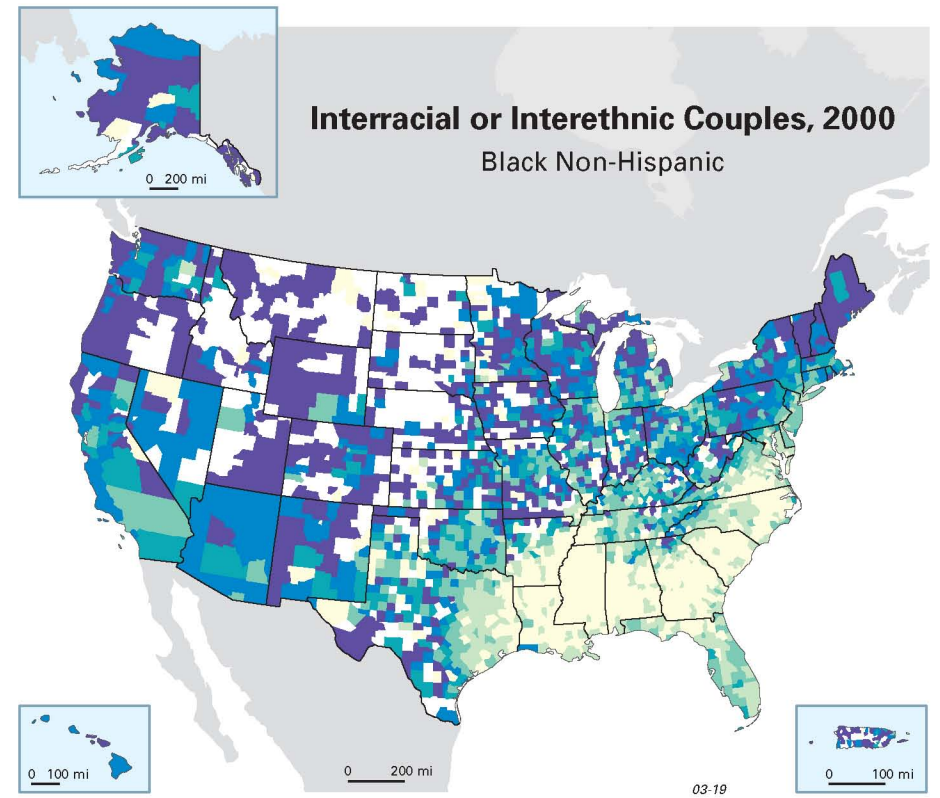 0 200 mi
Interracial or Interethnic Couples, 2000
Black Non-Hispanic
0 100 mi
0 200 mi
03-19
0 100 mi